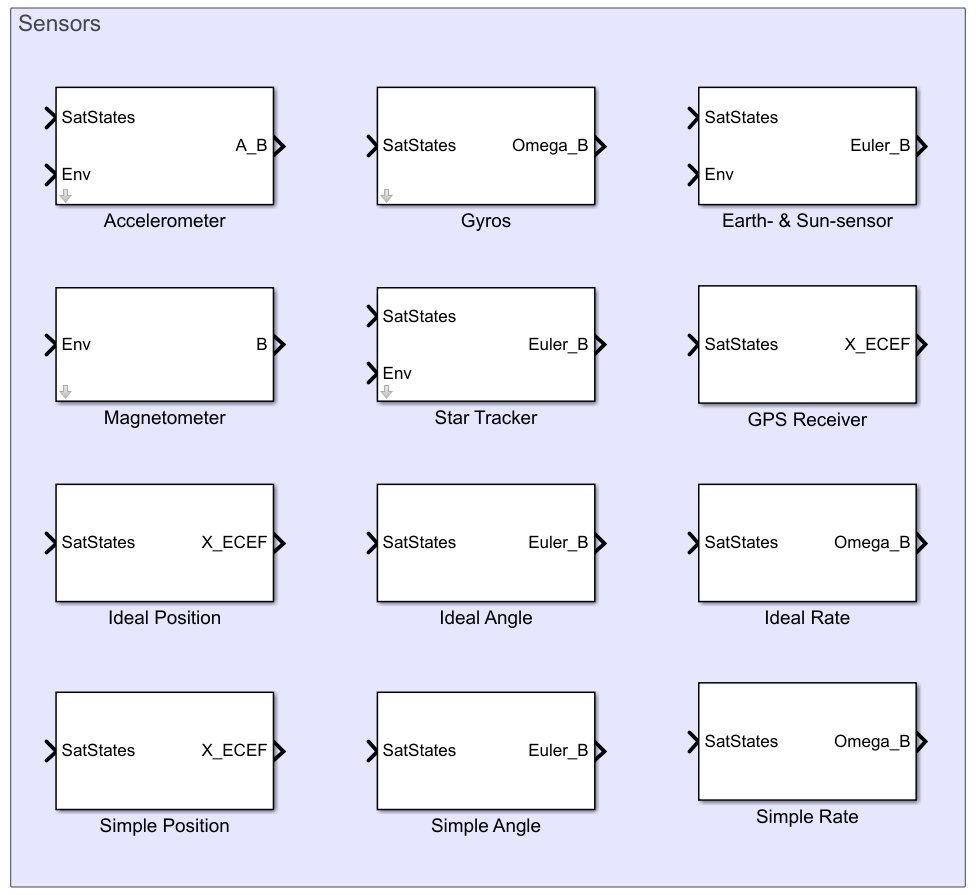 Sensors
SatStates
A_B
Env
Accelerometer
SatStates
Omega_B
Gyros
SatStates
Euler_B
Env
Earth- & Sun-sensor
Env
B
Magnetometer
SatStates
Euler_B
Env
Star Tracker
SatStates
X_ECEF
GPS Receiver
SatStates
X_ECEF
Ideal Position
SatStates
Euler_B
Ideal Angle
SatStates
Omega_B
Ideal Rate
SatStates
X_ECEF
Simple Position
SatStates
Euler_B
Simple Angle
SatStates
Omega_B
Simple Rate